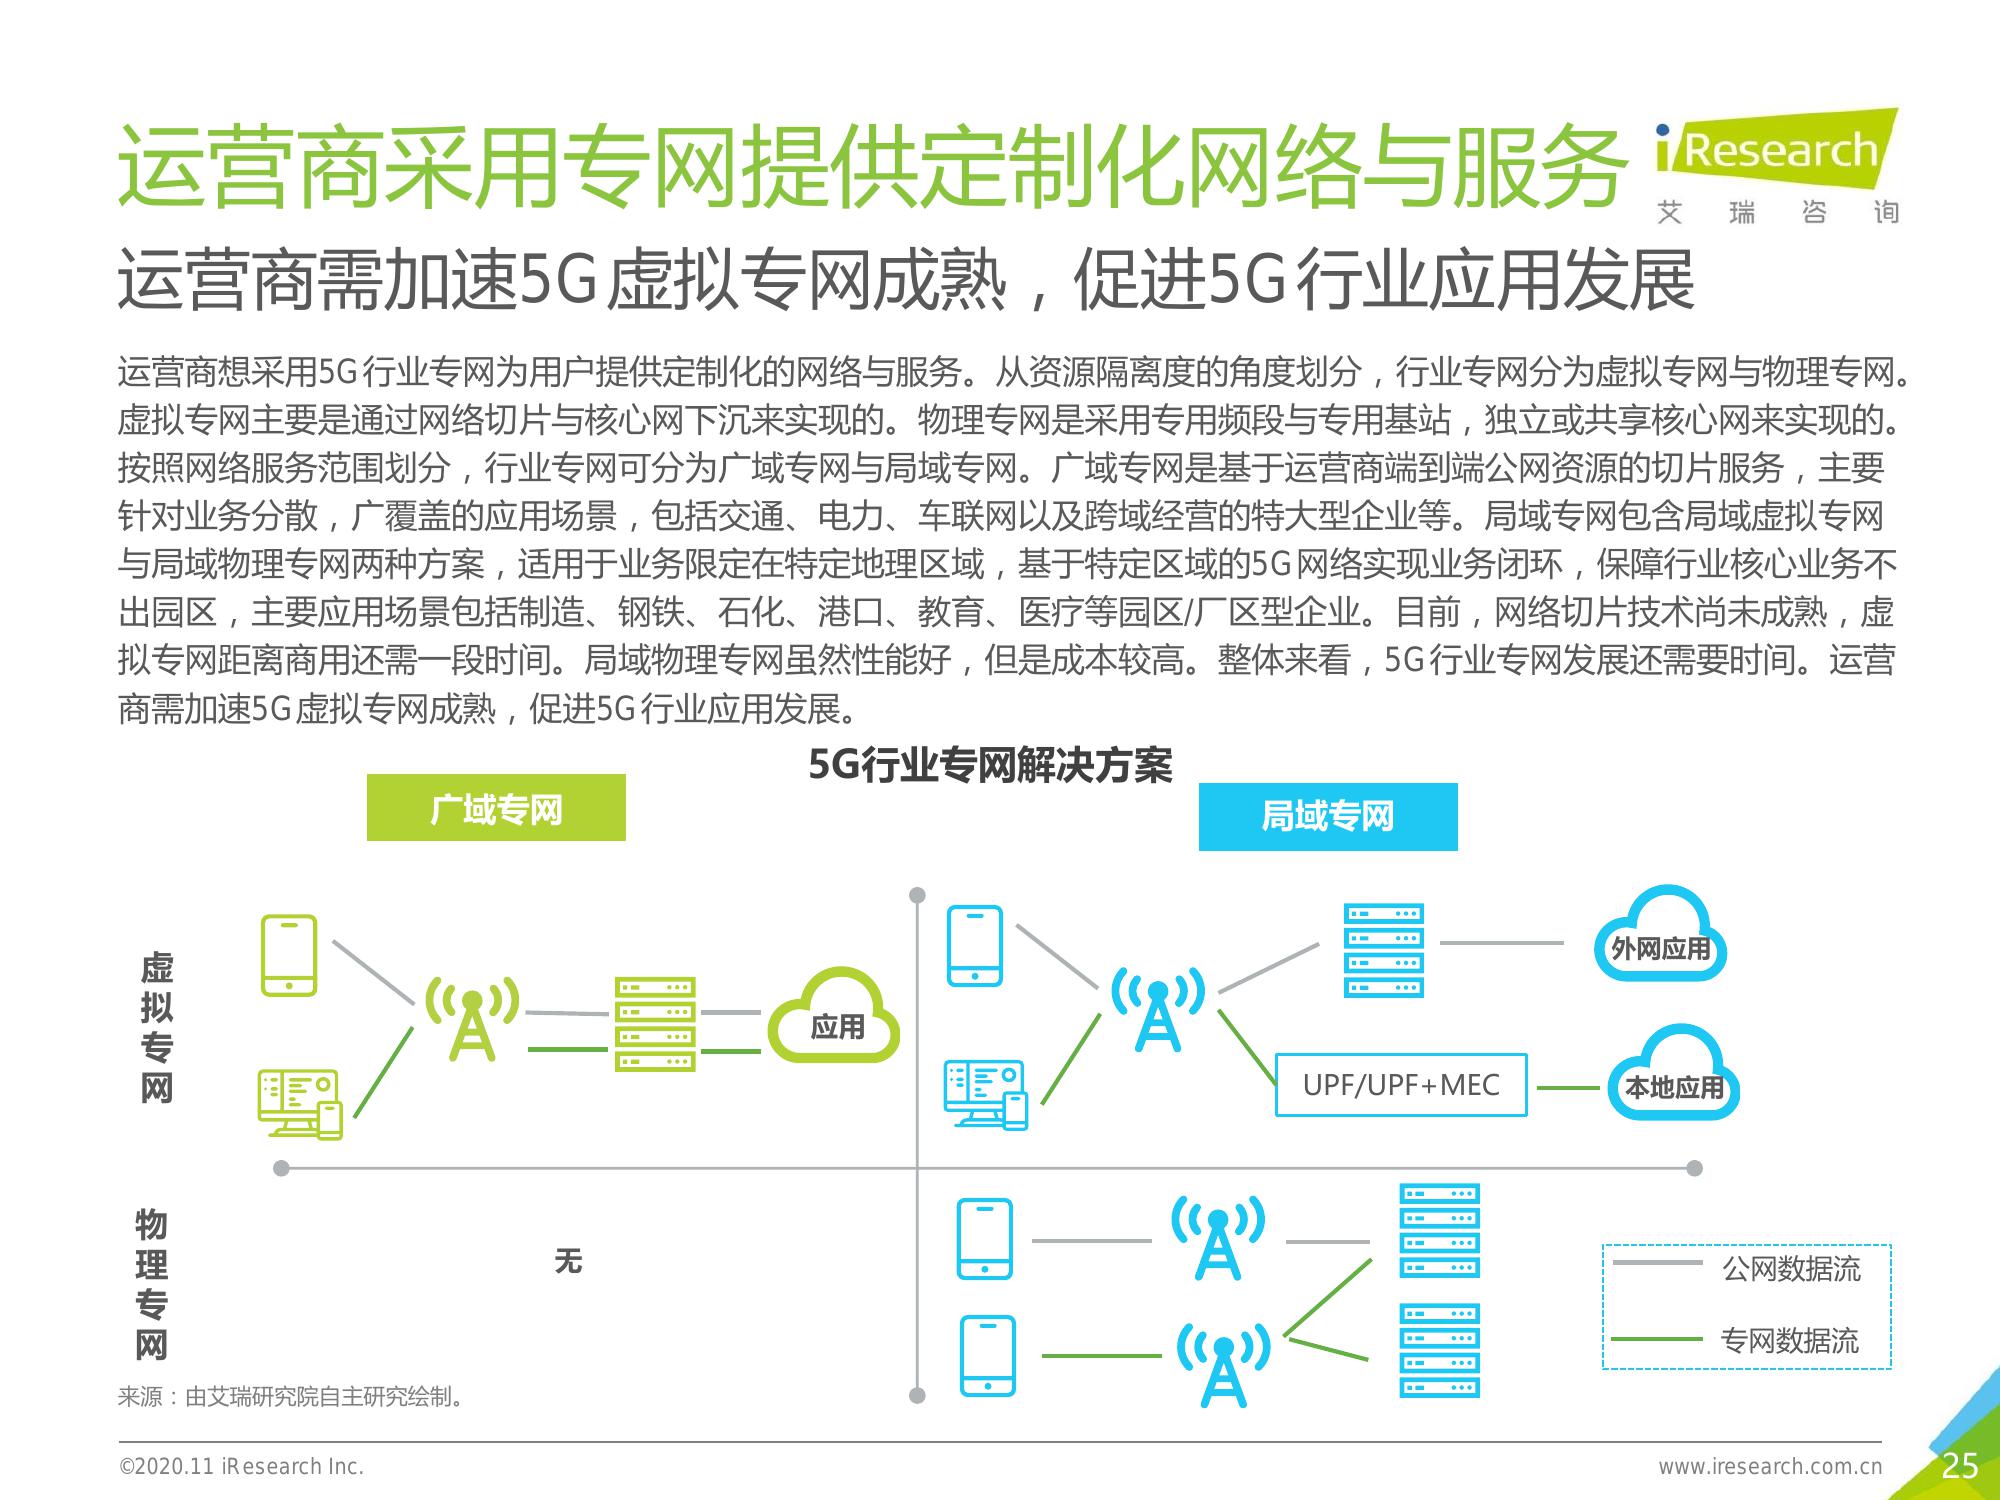 运营商采用专网提供定制化网络与服务
iResearch
艾瑞咨询
运营商需加速5G虚拟专网成熟，促进5G行业应用发展
运营商想采用5G行业专网为用户提供定制化的网络与服务。从资源隔离度的角度划分，行业专网分为虚拟专网与物理专网。
虚拟专网主要是通过网络切片与核心网下沉来实现的。物理专网是采用专用频段与专用基站，独立或共享核心网来实现的。
按照网络服务范围划分，行业专网可分为广域专网与局域专网。广域专网是基于运营商端到端公网资源的切片服务，主要
针对业务分散，广覆盖的应用场景，包括交通、电力、车联网以及跨域经营的特大型企业等。局域专网包含局域虚拟专网
与局域物理专网两种方案，适用于业务限定在特定地理区域，基于特定区域的5G网络实现业务闭环，保障行业核心业务不
出园区，主要应用场景包括制造、钢铁、石化、港口、教育、医疗等园区/厂区型企业。目前，网络切片技术尚未成熟，虚
拟专网距离商用还需一段时间。局域物理专网虽然性能好，但是成本较高。整体来看，5G行业专网发展还需要时间。运营
商需加速5G虚拟专网成熟，促进5G行业应用发展。
5G行业专网解决方案
广域专网
局域专网
虚拟专网
应用
外网应用
UPF/UPF+MEC
本地应用
物理专网
无
公网数据流
专网数据流
来源：由艾瑞研究院自主研究绘制。
©2020.11 iResearch Inc.
www.iresearch.com.cn
25